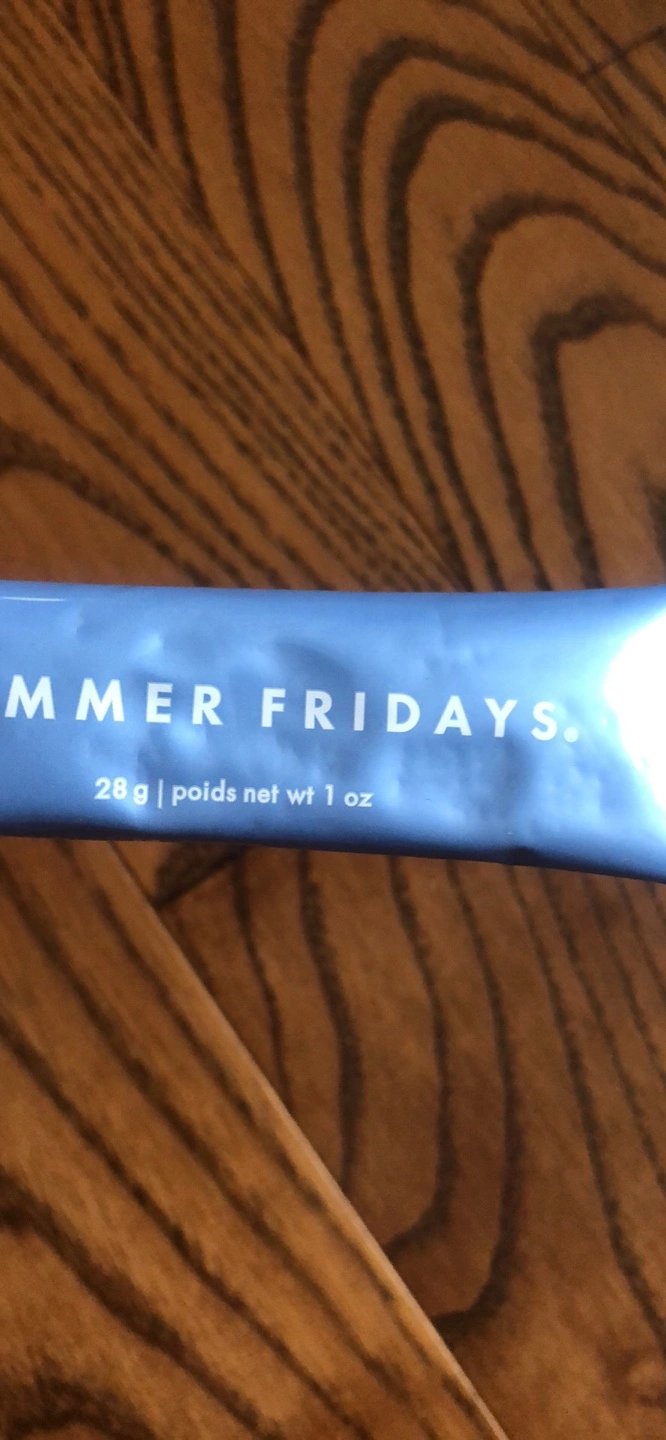 MMER FRIDAYS.
28 g | poids net wt 1 oz